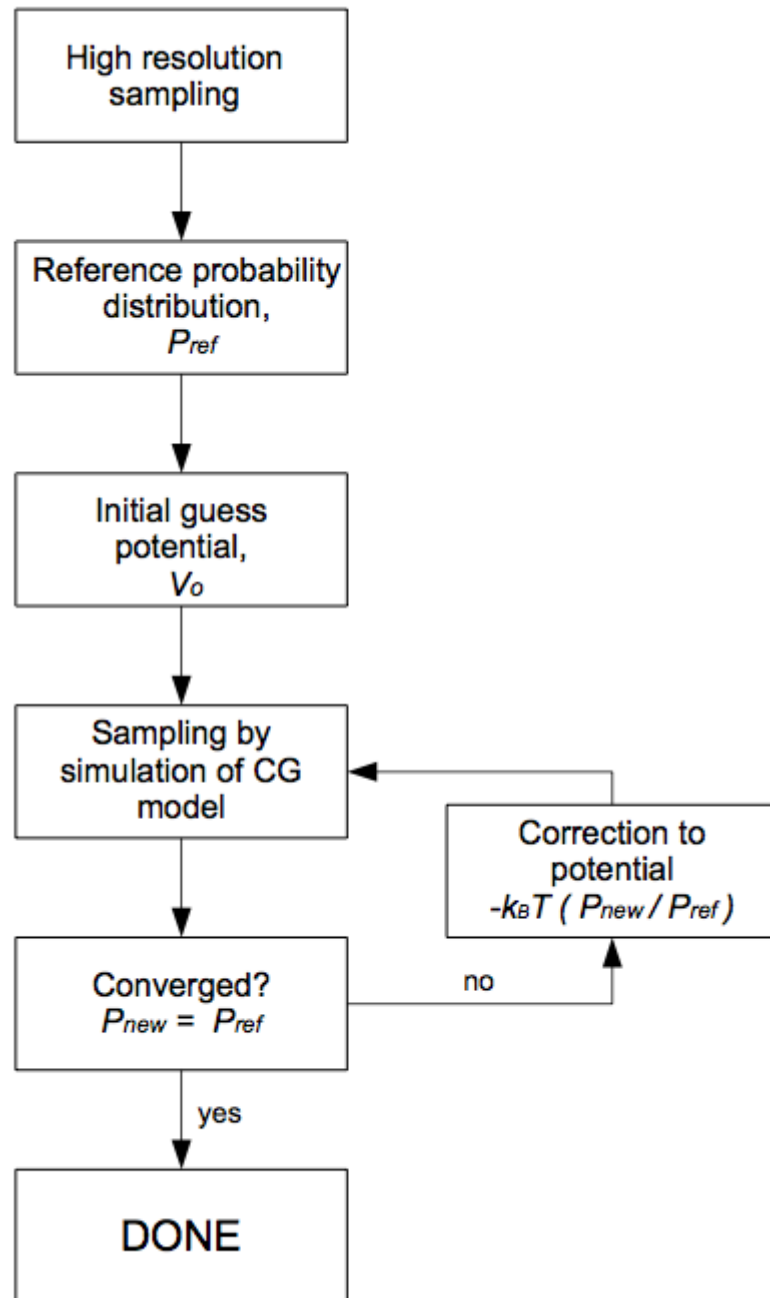 High resolution
sampling
Reference probability
distribution,
Pref
Initial guess
potential,
Vo
Sampling by
simulation of CG
model
Correction to
potential
-kBT ( Pnew / Pref )
Converged?
Pnew = Pref
no
yes
DONE